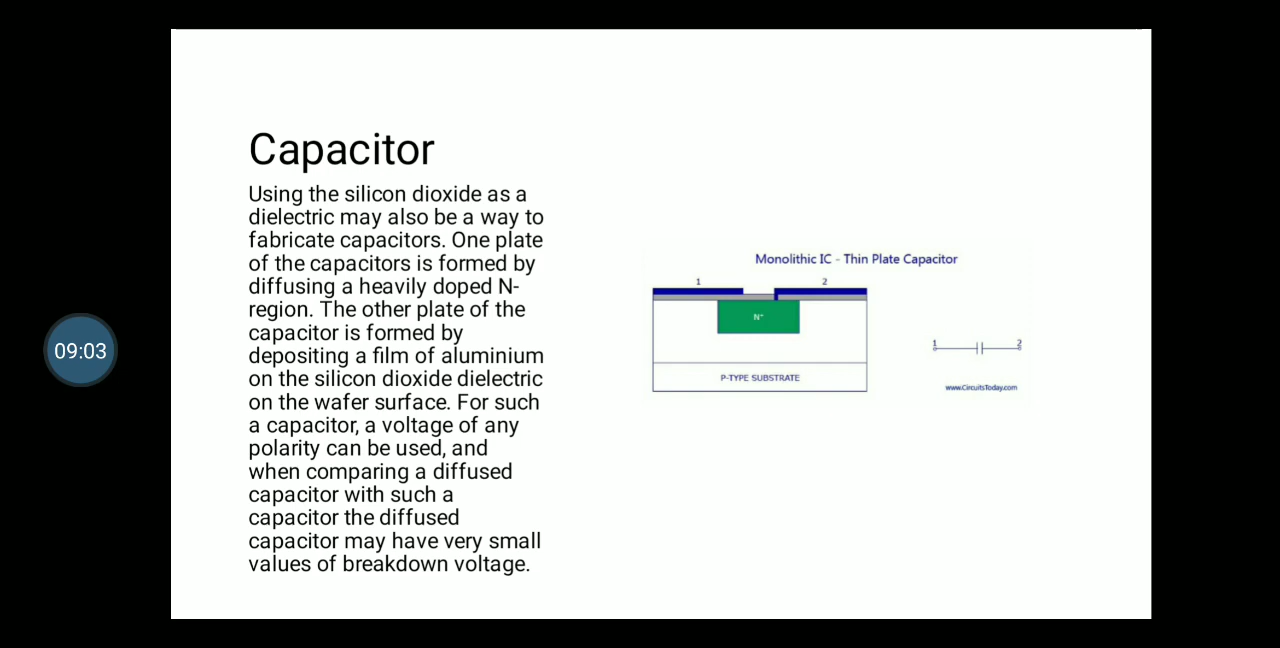 Capacitor
Using the silicon dioxide as a
dielectric may also be a way to
fabricate capacitors. One plate
of the capacitors is formed by
diffusing a heavily doped N-
region. The other plate of the
capacitor is formed by
depositing a film of aluminium
on the silicon dioxide dielectric
on the wafer surface. For such
a capacitor, a voltage of any
polarity can be used, and
when comparing a diffused
capacitor with such a
capacitor the diffused
capacitor may have very small
values of breakdown voltage.
Monolithic IC - Thin Plate Capacitor
1 2
N+
P-TYPE SUBSTRATE
1 2
www.CircuitsToday.com
09:03